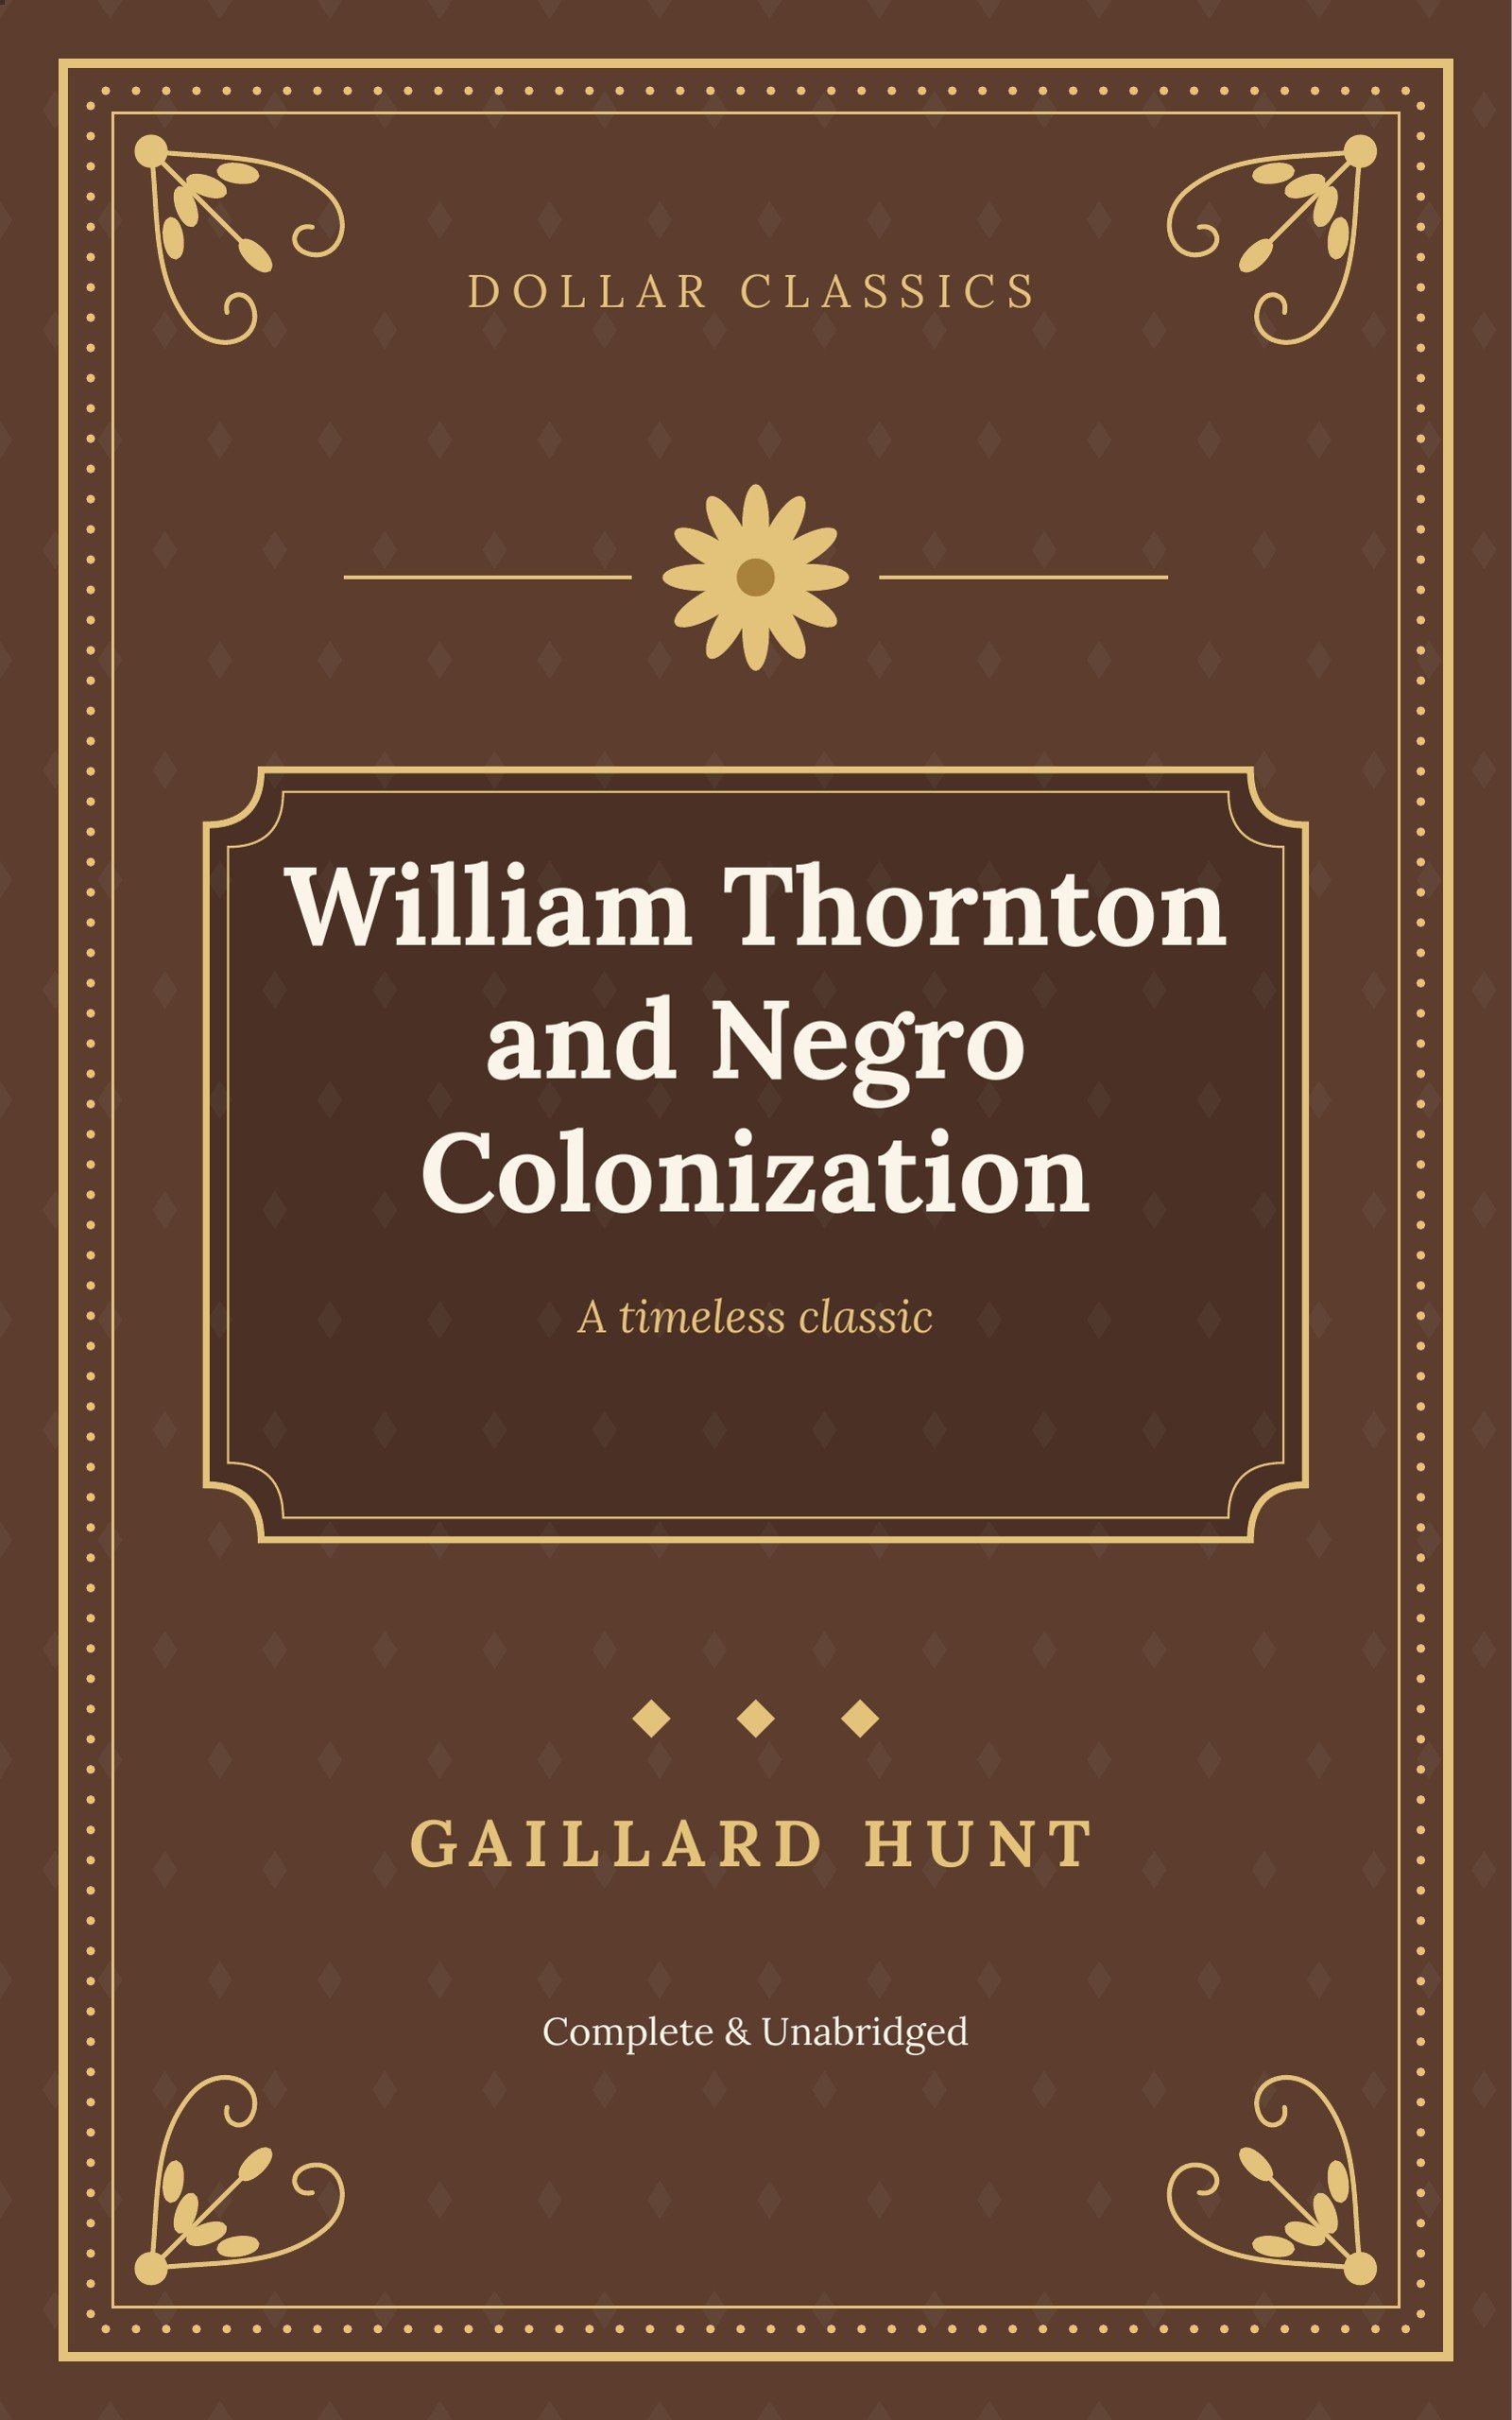 DOLLAR CLASSICS
William Thornton
and Negro
Colonization
A timeless classic
GAILLARD HUNT
Complete & Unabridged